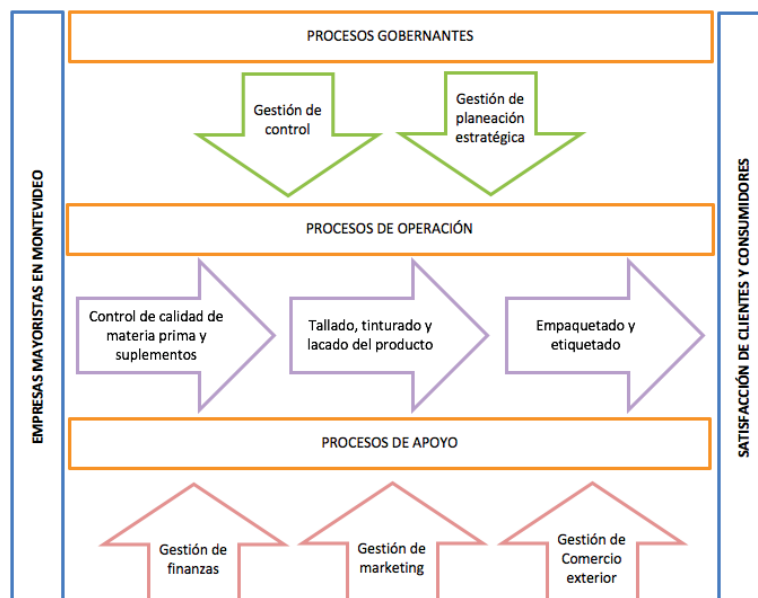 EMPRESAS MAYORISTAS EN MONTEVIDEO
PROCESOS GOBERNANTES
Gestión de
control
Gestión de
planeación
estratégica
PROCESOS DE OPERACIÓN
Control de calidad de
materia prima y
suplementos
Tallado, tinturado y
lacado del producto
Empaquetado y
etiquetado
PROCESOS DE APOYO
Gestión de
finanzas
Gestión de
marketing
Gestión de
Comercio
exterior
SATISFACCIÓN DE CLIENTES Y CONSUMIDORES